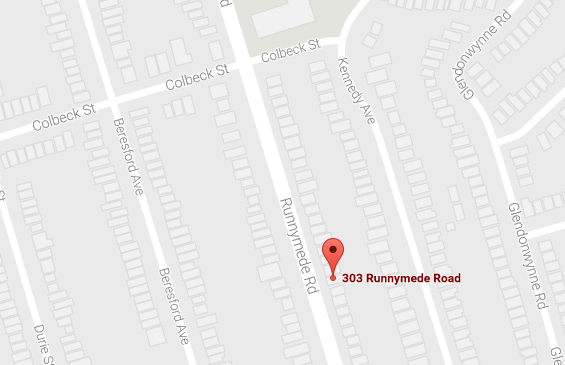 d
Colbeck St
Glendonwynne Rd
Colbeck St
Kennedy Ave
Colbeck St
Beresford Ave
St
Runnymede Rd
Glendonwynne Rd
303 Runnymede Road
Beresford Ave
Durie S
Gle